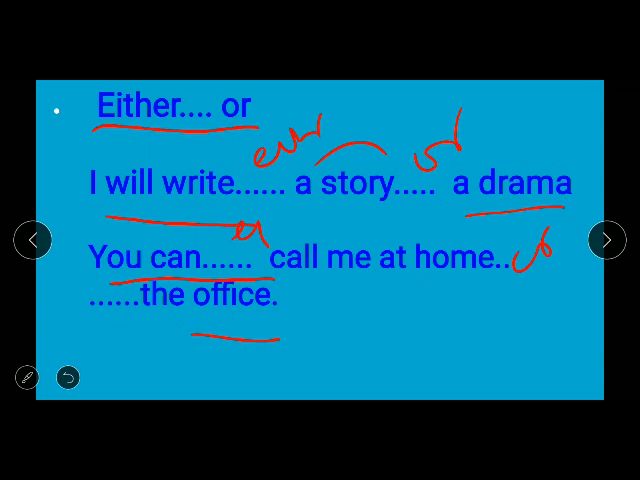 Either.... or
I will write...... a story..... a drama
You can...... call me at home..
......the office.